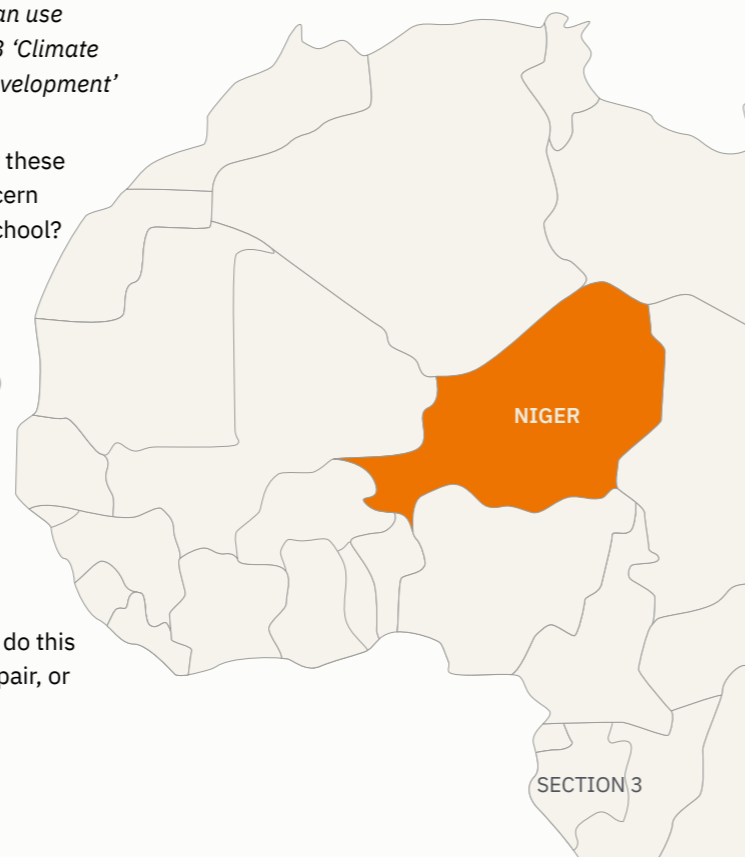 an use
3 ‘Climate
velopment’
these
cern
chool?
NIGER
do this
pair, or
SECTION 3